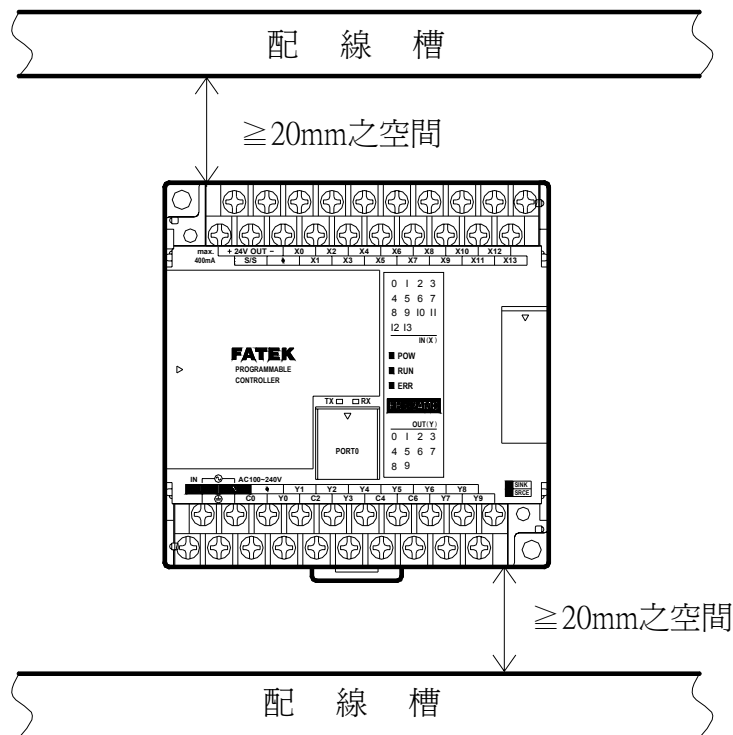 配 線 槽
≧20mm之空間
max. + 24V OUT − X0 X2 X4 X6 X8 X10 X12
400mA S/S X1 X3 X5 X7 X9 X11 X13
0 1 2 3
4 5 6 7
8 9 10 11
12 13
IN(X)
FATEK
PROGRAMMABLE
CONTROLLER
POW
RUN
ERR
TX RX
PORT0
OUT(Y)
0 1 2 3
4 5 6 7
8 9
IN AC100~240V Y1 Y2 Y4 Y5 Y6 Y8
C0 Y0 C2 Y3 C4 C6 Y7 Y9
SINK
SRCE
≧20mm之空間
配 線 槽